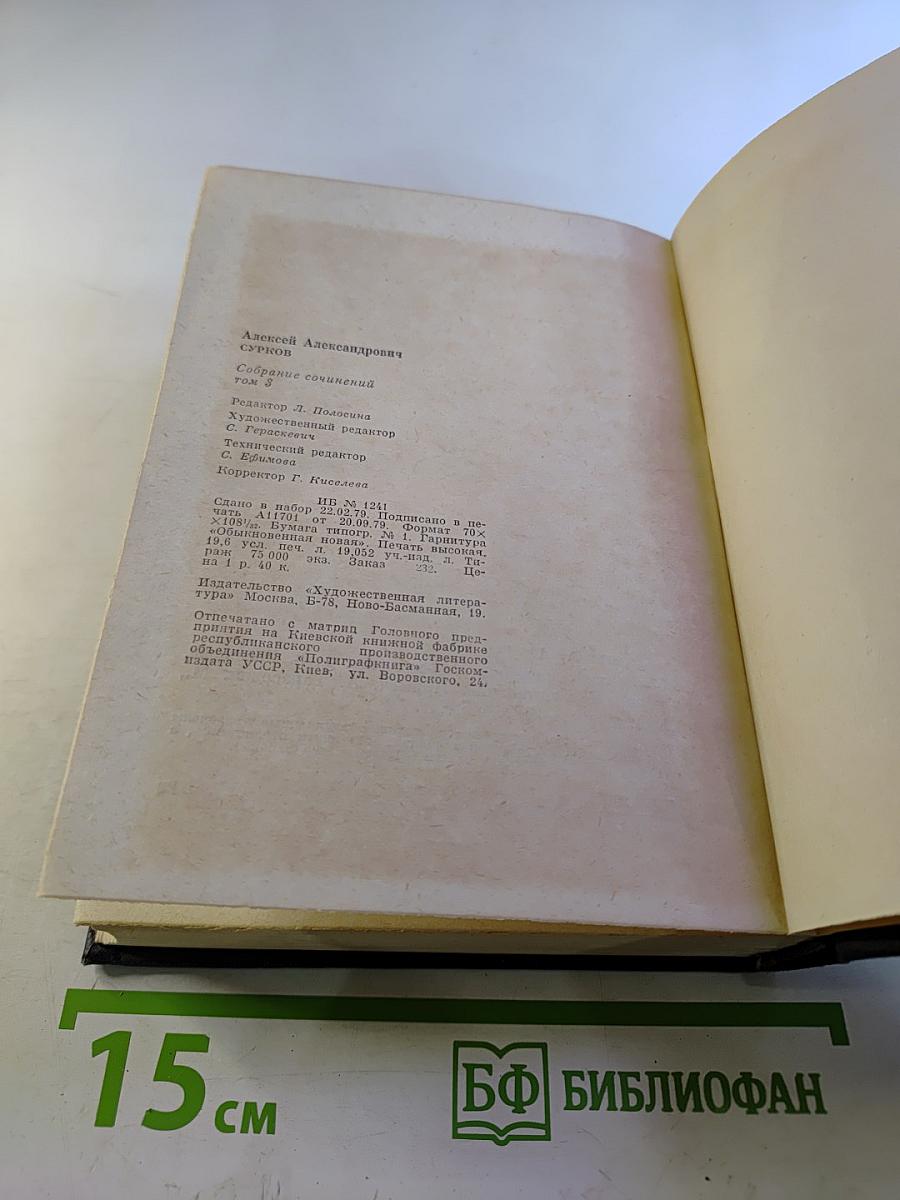 Алексей Александрович
СУРКОВ
Собрание сочинений
том 3
Редактор Л. Полосина
Художественный редактор
С. Гераскевич
Технический редактор
С. Ефимова
Корректор Г. Киселева
ИБ № 1241
Сдано в набор 22.02.79. Подписано в пе-
чать А11701 от 20.09.79. Формат 70×
×108¹/₃₂. Бумага типогр. № 1. Гарнитура
«Обыкновенная новая». Печать высокая.
19,6 усл. печ. л. 19,052 уч.-изд. л. Ти-
раж 75 000 экз. Заказ 232. Це-
на 1 р. 40 к.
Издательство «Художественная литера-
тура» Москва, Б-78, Ново-Басманная, 19.
Отпечатано с матриц Головного пред-
приятия на Киевской книжной фабрике
республиканского производственного
объединения «Полиграфкнига» Госком-
издата УССР, Киев, ул. Воровского, 24.
15 см
БФ БИБЛИОФАН